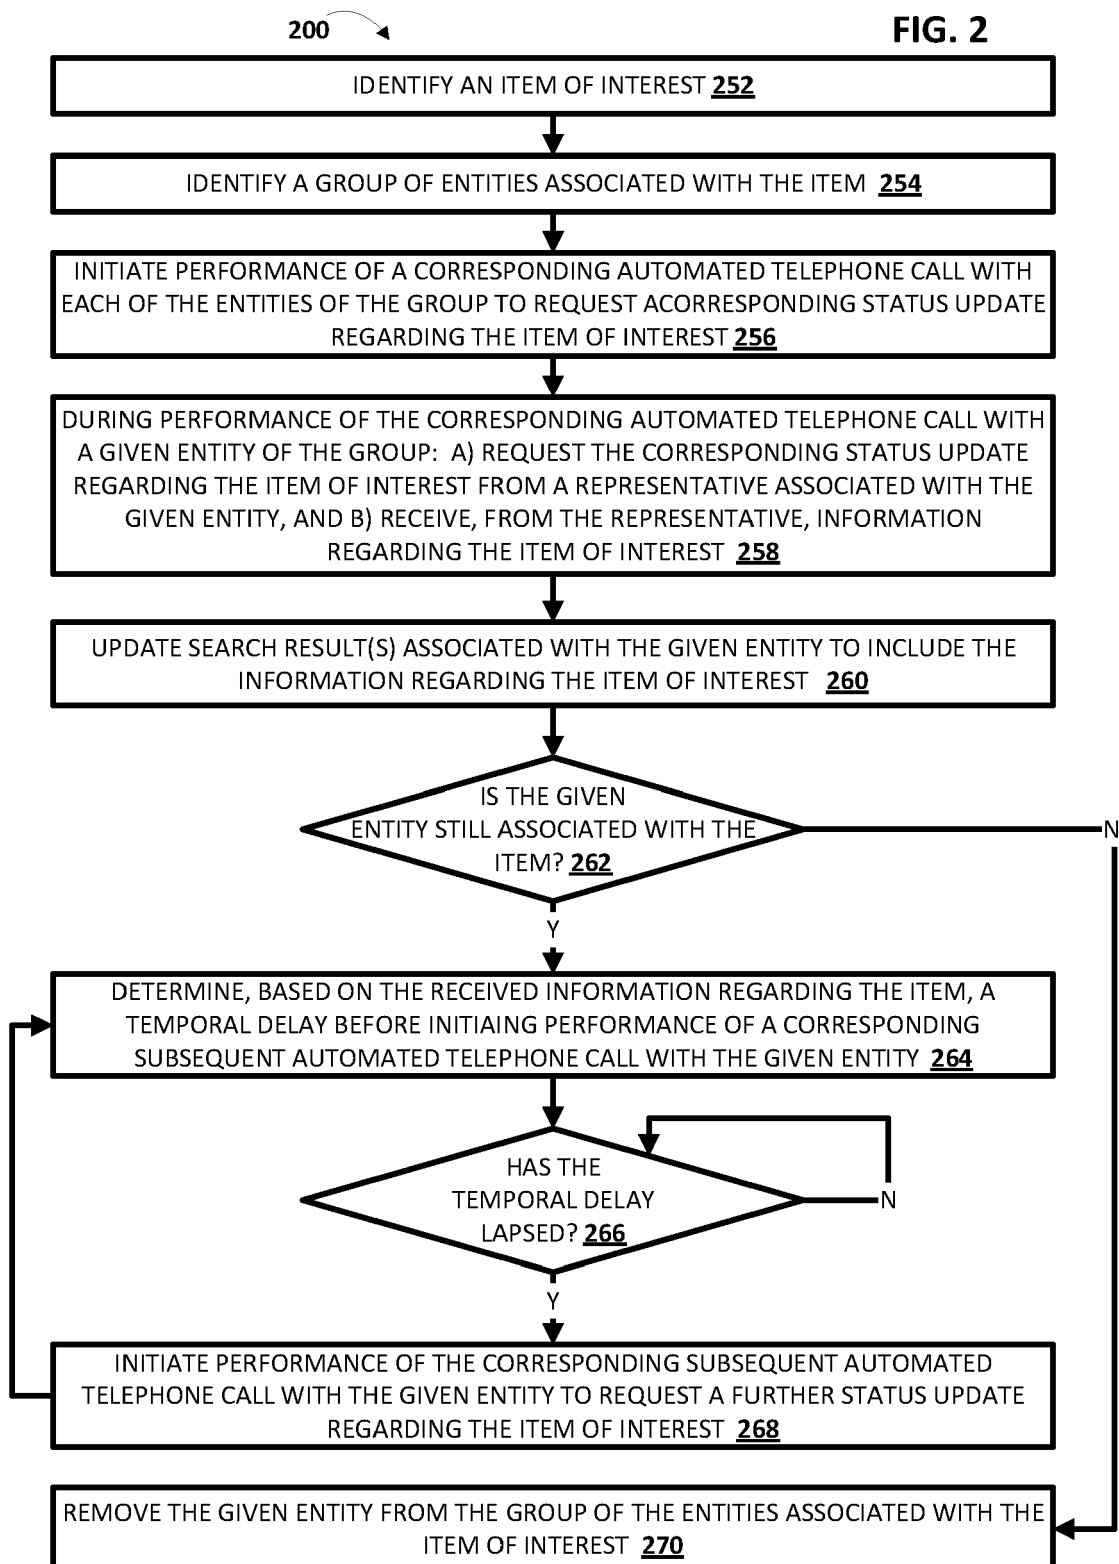 200
FIG. 2
IDENTIFY AN ITEM OF INTEREST 252
IDENTIFY A GROUP OF ENTITIES ASSOCIATED WITH THE ITEM 254
INITIATE PERFORMANCE OF A CORRESPONDING AUTOMATED TELEPHONE CALL WITH
EACH OF THE ENTITIES OF THE GROUP TO REQUEST ACORRESPONDING STATUS UPDATE
REGARDING THE ITEM OF INTEREST 256
DURING PERFORMANCE OF THE CORRESPONDING AUTOMATED TELEPHONE CALL WITH
A GIVEN ENTITY OF THE GROUP: A) REQUEST THE CORRESPONDING STATUS UPDATE
REGARDING THE ITEM OF INTEREST FROM A REPRESENTATIVE ASSOCIATED WITH THE
GIVEN ENTITY, AND B) RECEIVE, FROM THE REPRESENTATIVE, INFORMATION
REGARDING THE ITEM OF INTEREST 258
UPDATE SEARCH RESULT(S) ASSOCIATED WITH THE GIVEN ENTITY TO INCLUDE THE
INFORMATION REGARDING THE ITEM OF INTEREST 260
IS THE GIVEN
ENTITY STILL ASSOCIATED WITH THE
ITEM? 262
N
Y
DETERMINE, BASED ON THE RECEIVED INFORMATION REGARDING THE ITEM, A
TEMPORAL DELAY BEFORE INITIAING PERFORMANCE OF A CORRESPONDING
SUBSEQUENT AUTOMATED TELEPHONE CALL WITH THE GIVEN ENTITY 264
HAS THE
TEMPORAL DELAY
LAPSED? 266
N
Y
INITIATE PERFORMANCE OF THE CORRESPONDING SUBSEQUENT AUTOMATED
TELEPHONE CALL WITH THE GIVEN ENTITY TO REQUEST A FURTHER STATUS UPDATE
REGARDING THE ITEM OF INTEREST 268
REMOVE THE GIVEN ENTITY FROM THE GROUP OF THE ENTITIES ASSOCIATED WITH THE
ITEM OF INTEREST 270